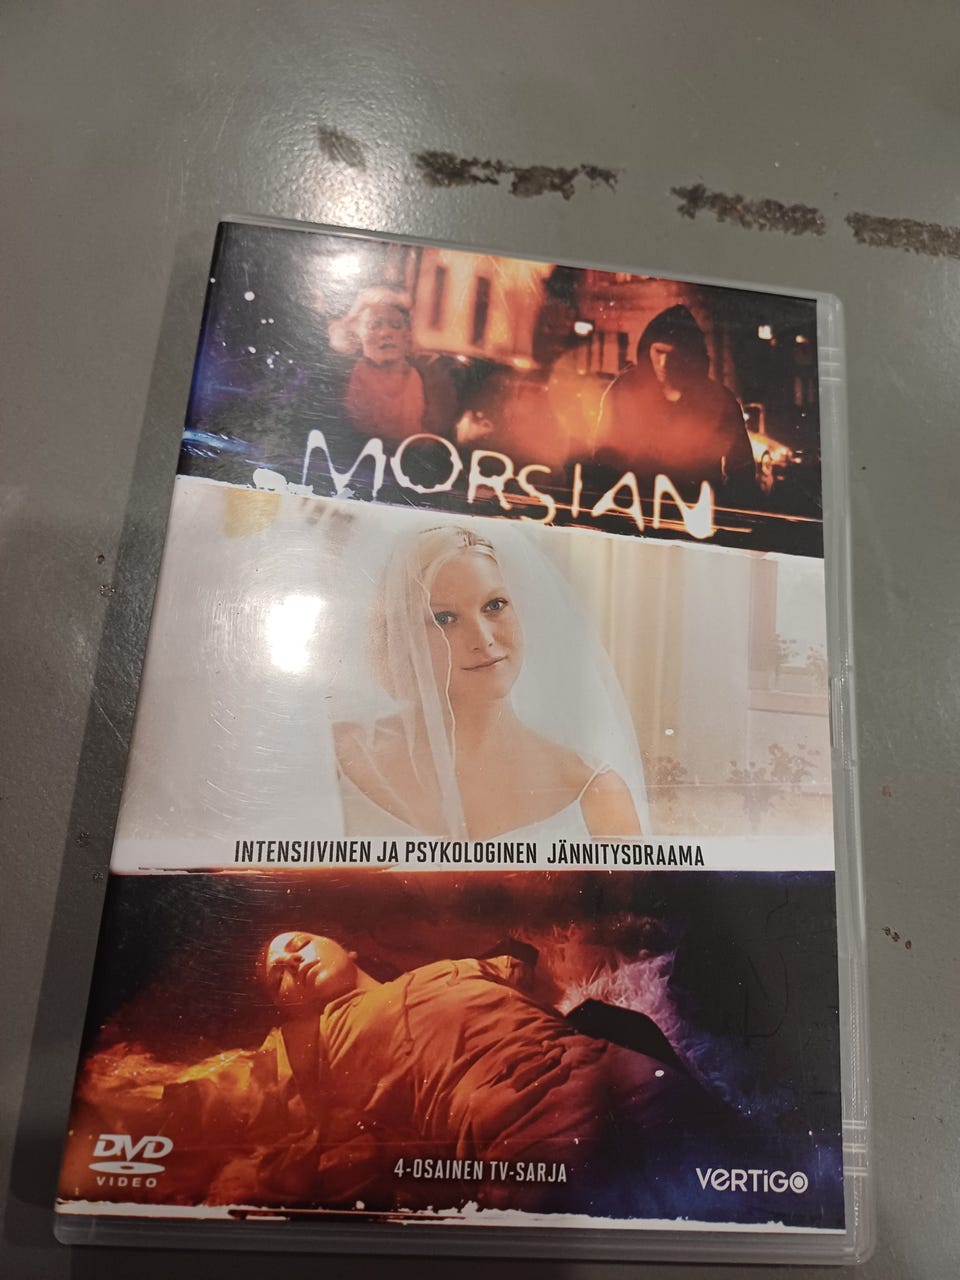 MORSIAN
INTENSIIVINEN JA PSYKOLOGINEN JÄNNITYSDRAAMA
4-OSAINEN TV-SARJA
DVD
VIDEO
VERTiGO